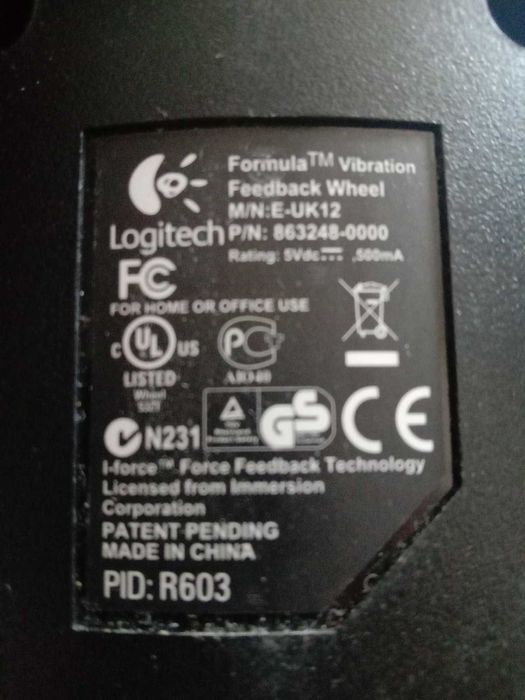 Formula™ Vibration
Feedback Wheel
M/N:E-UK12
Logitech P/N: 863248-0000
Rating: 5Vdc ,500mA
FC
FOR HOME OR OFFICE USE
c UL US
LISTED
Wheel
PC
N231
GS
CE
I-force™ Force Feedback Technology
Licensed from Immersion
Corporation
PATENT PENDING
MADE IN CHINA
PID: R603